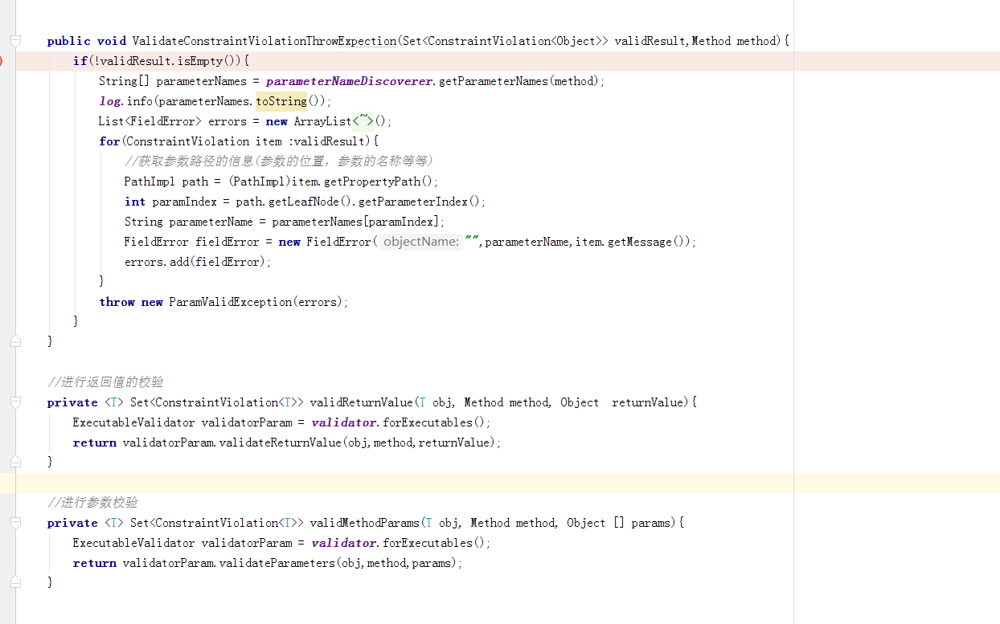 public void ValidateConstraintViolationThrowExpection(Set<ConstraintViolation<Object>> validResult,Method method){
if(!validResult.isEmpty()){
String[] parameterNames = parameterNameDiscoverer.getParameterNames(method);
log.info(parameterNames.toString());
List<FieldError> errors = new ArrayList<~>();
for(ConstraintViolation item :validResult){
//获取参数路径的信息(参数的位置，参数的名称等等)
PathImpl path = (PathImpl)item.getPropertyPath();
int paramIndex = path.getLeafNode().getParameterIndex();
String parameterName = parameterNames[paramIndex];
FieldError fieldError = new FieldError( objectName: "",parameterName,item.getMessage());
errors.add(fieldError);
}
throw new ParamValidException(errors);
}
}
//进行返回值的校验
private <T> Set<ConstraintViolation<T>> validReturnValue(T obj, Method method, Object  returnValue){
ExecutableValidator validatorParam = validator.forExecutables();
return validatorParam.validateReturnValue(obj,method,returnValue);
}
//进行参数校验
private <T> Set<ConstraintViolation<T>> validMethodParams(T obj, Method method, Object [] params){
ExecutableValidator validatorParam = validator.forExecutables();
return validatorParam.validateParameters(obj,method,params);
}